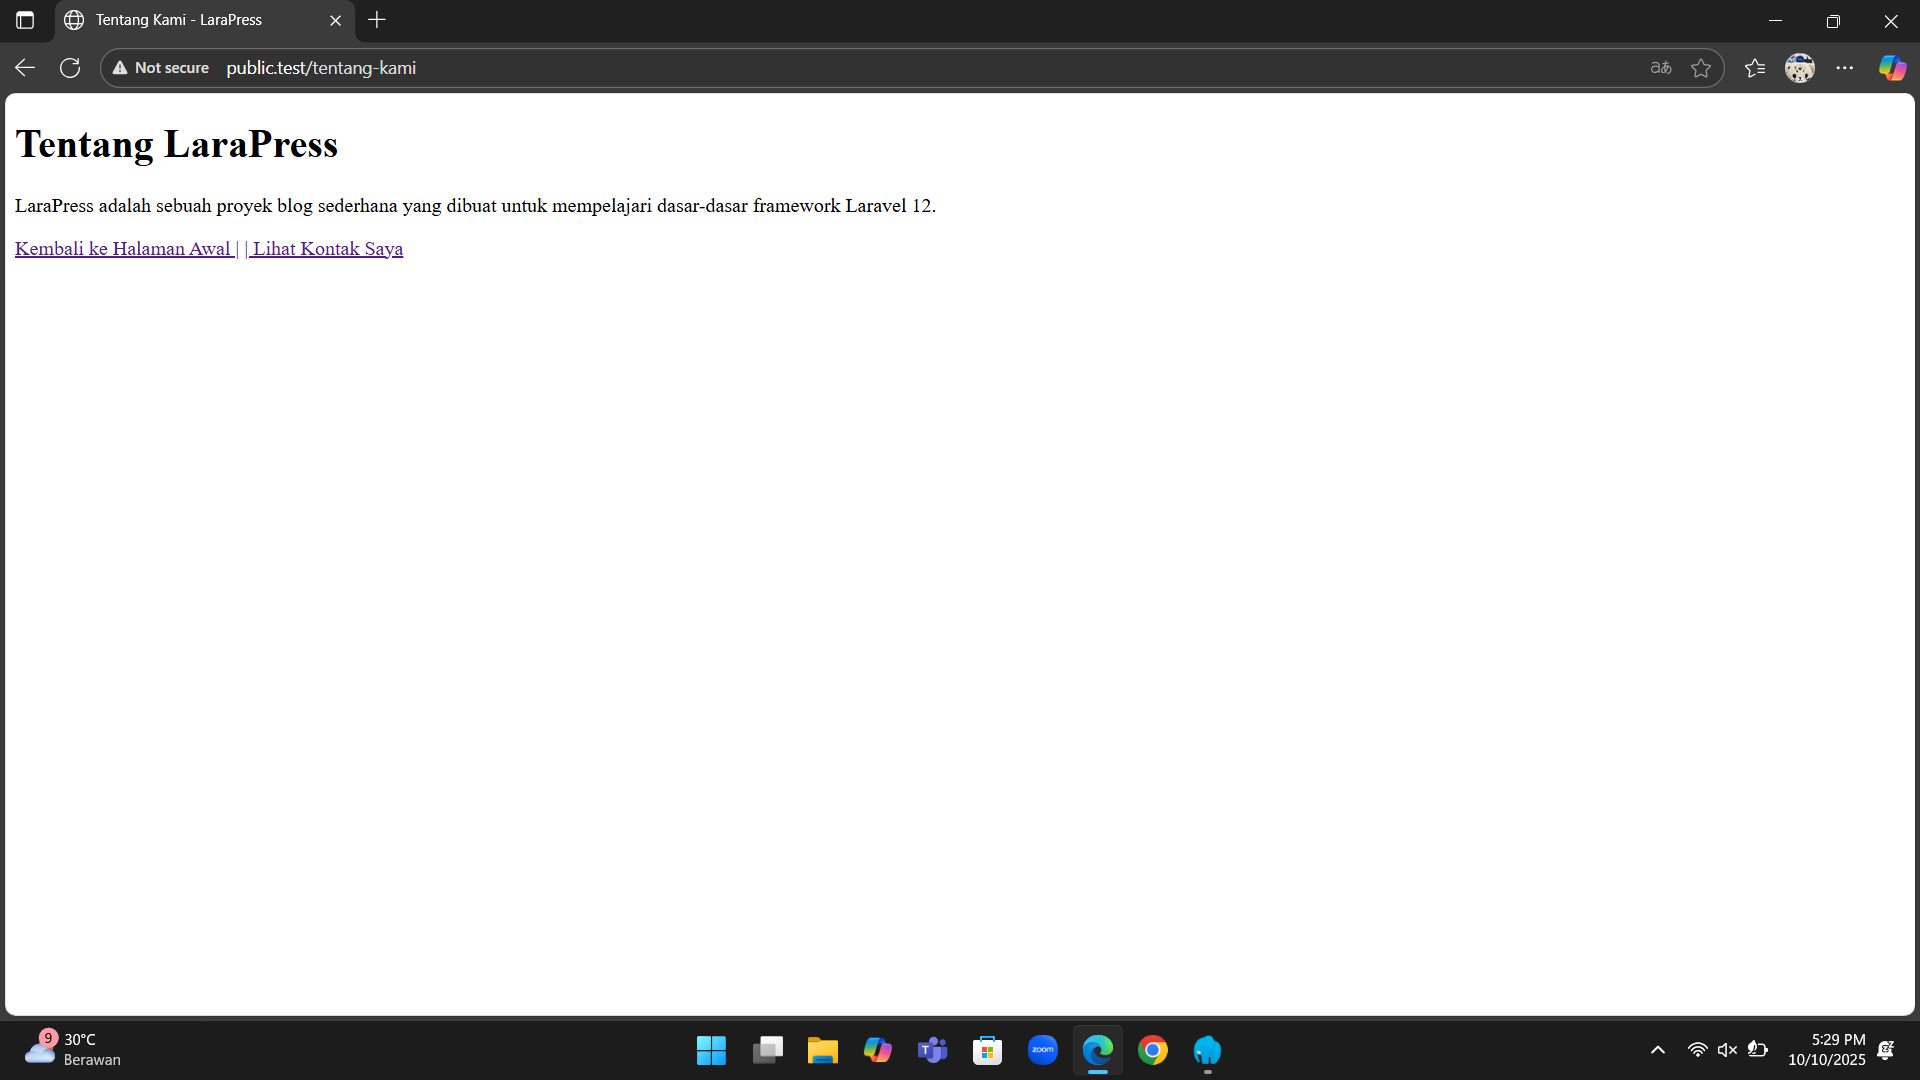 Tentang Kami - LaraPress
Not secure public.test/tentang-kami
aあ
Tentang LaraPress
LaraPress adalah sebuah proyek blog sederhana yang dibuat untuk mempelajari dasar-dasar framework Laravel 12.
Kembali ke Halaman Awal | | Lihat Kontak Saya
9
30°C
Berawan
T
zoom
5:29 PM
10/10/2025